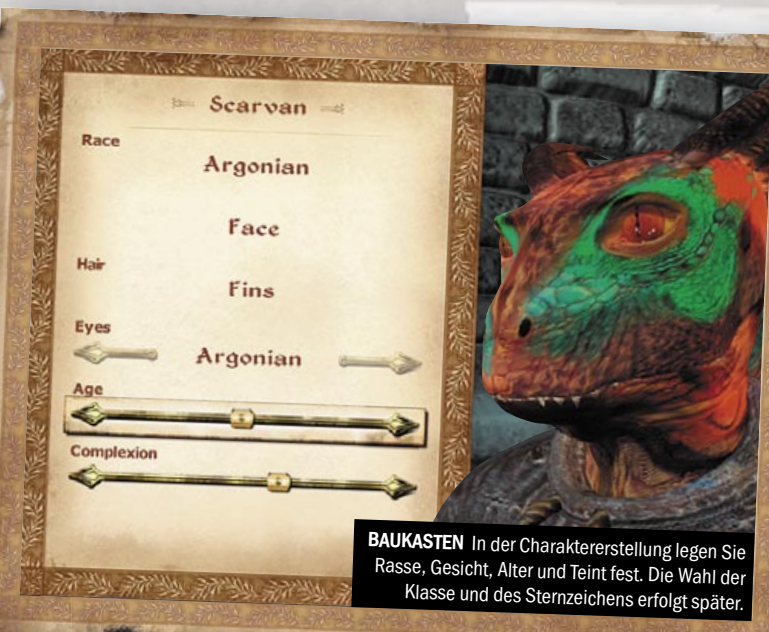 Scarvan
Race
Argonian
Face
Hair
Fins
Eyes
Argonian
Age
Complexion
BAUKASTEN In der Charaktererstellung legen Sie
Rasse, Gesicht, Alter und Teint fest. Die Wahl der
Klasse und des Sternzeichens erfolgt später.